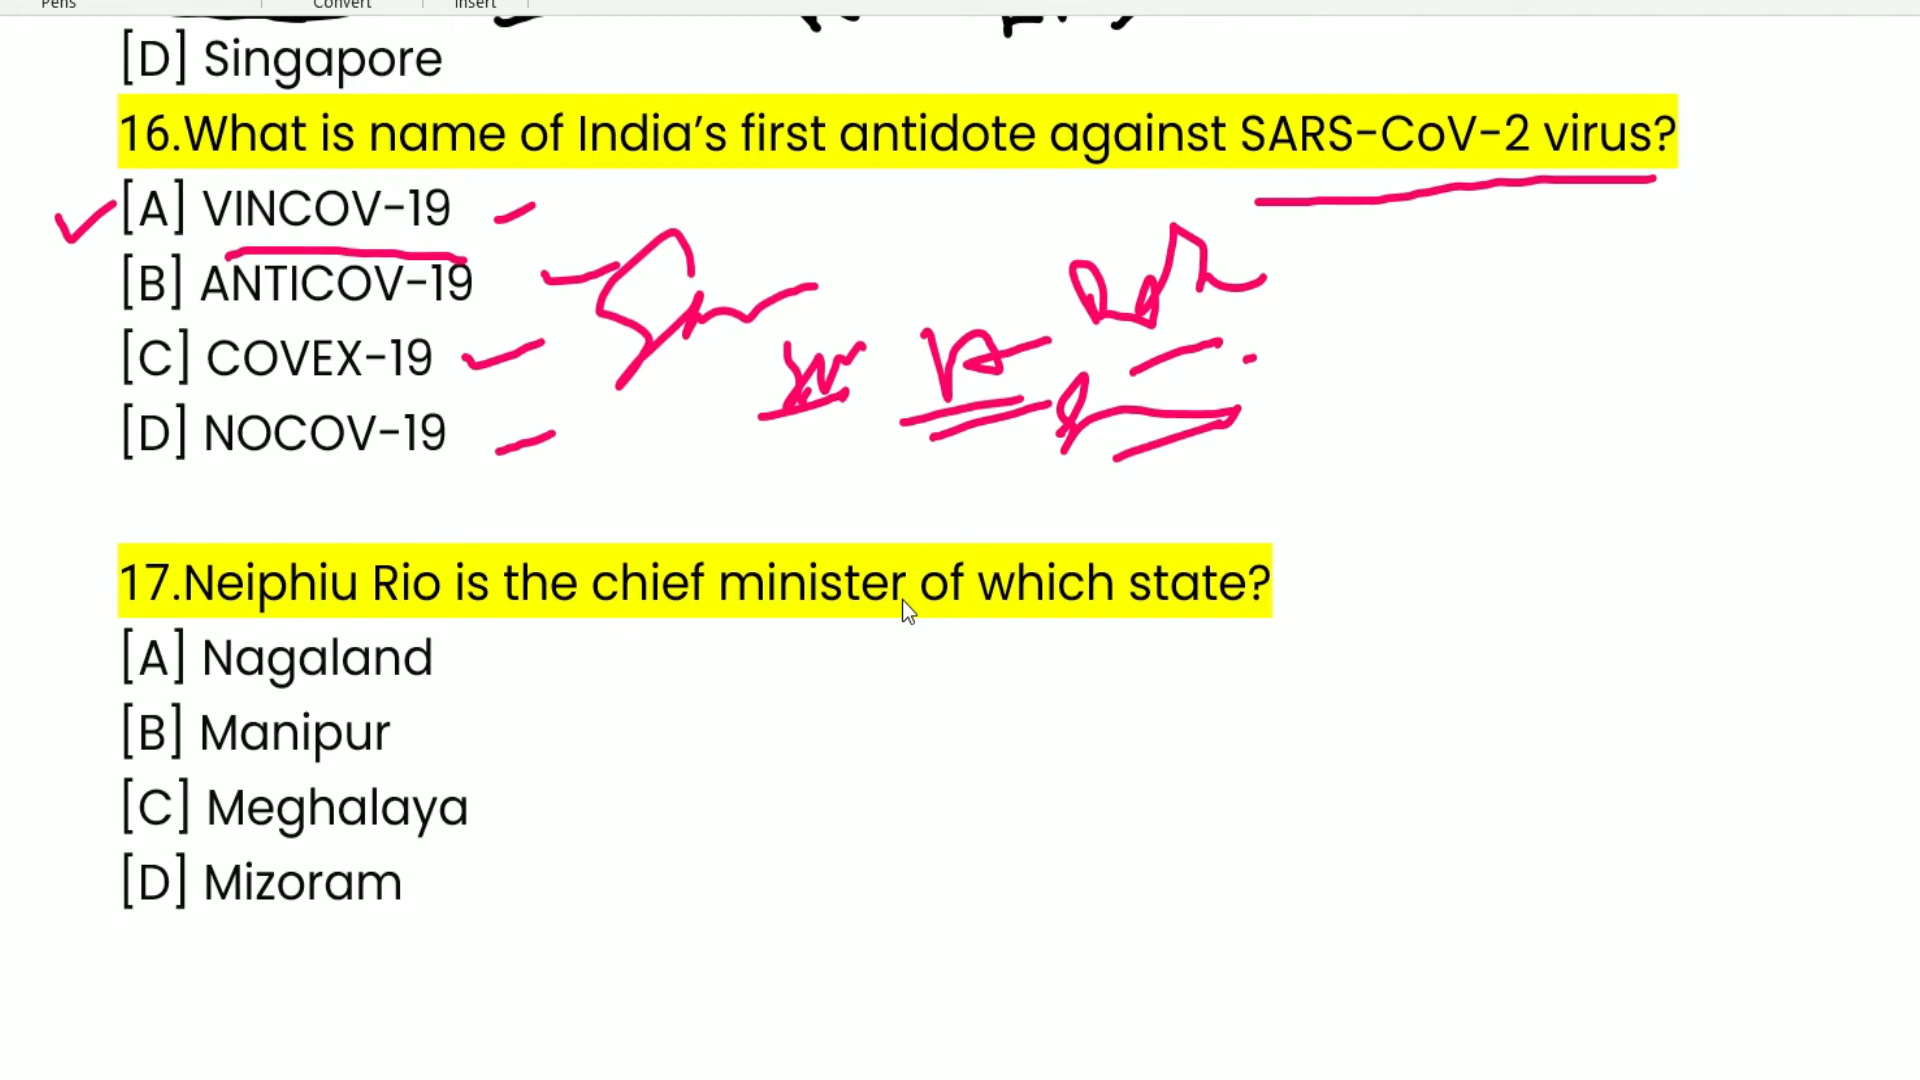 Pens Convert Insert
[D] Singapore
16.What is name of India’s first antidote against SARS-CoV-2 virus?
[A] VINCOV-19
[B] ANTICOV-19
[C] COVEX-19
[D] NOCOV-19
17.Neiphiu Rio is the chief minister of which state?
[A] Nagaland
[B] Manipur
[C] Meghalaya
[D] Mizoram